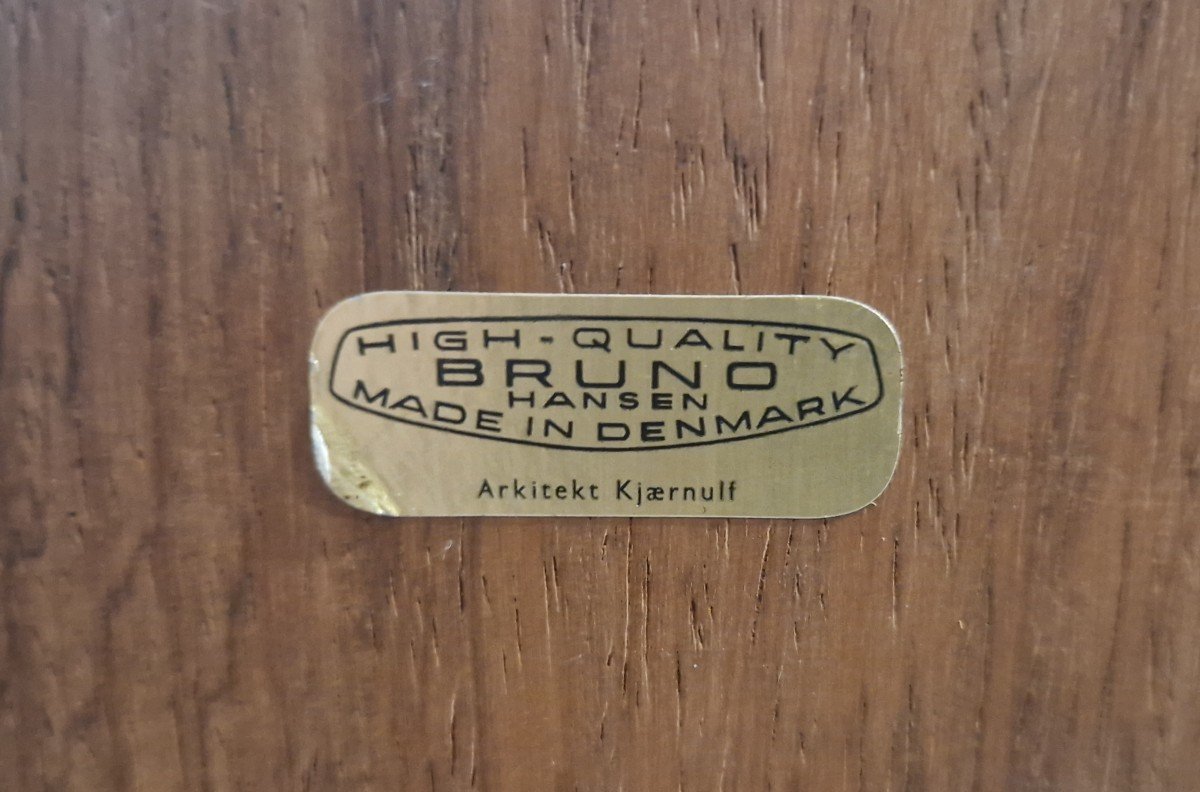 HIGH-QUALITY
BRUNO
HANSEN
MADE IN DENMARK
Arkitekt Kjærnulf